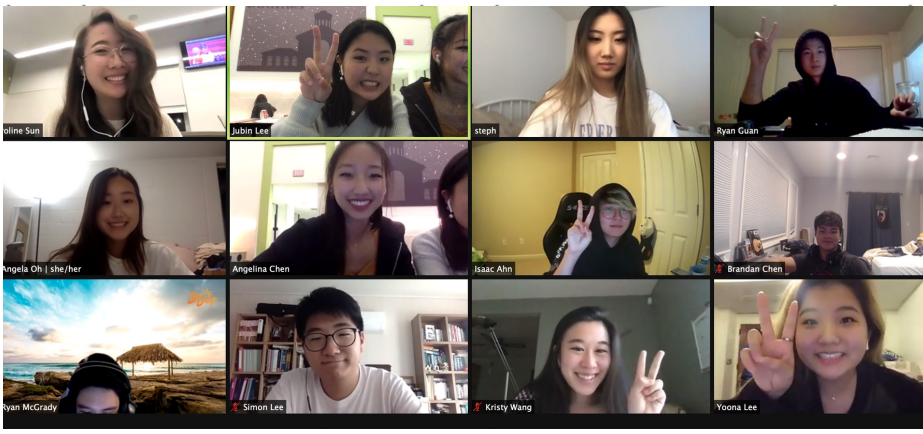 roline Sun
Jubin Lee
steph
Ryan Guan
Angela Oh | she/her
Angelina Chen
Isaac Ahn
Brandan Chen
Ryan McGrady
Simon Lee
Kristy Wang
Yoona Lee